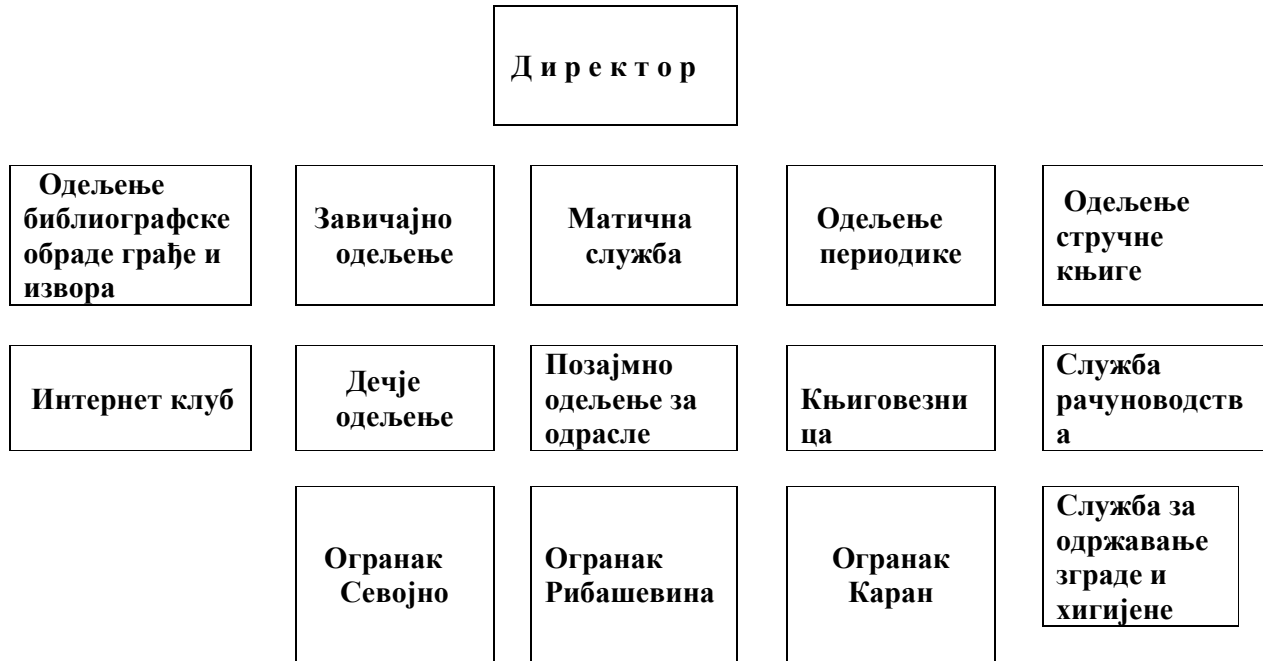 Д и р е к т о р
Одељење
библиографске
обраде грађе и
извора
Завичајно
одељење
Матична
служба
Одељење
периодике
Одељење
стручне
књиге
Интернет клуб
Дечје
одељење
Позајмно
одељење за
одрасле
Књиговезни
ца
Служба
рачуноводств
а
Огранак
Севојно
Огранак
Рибашевина
Огранак
Каран
Служба за
одржавање
зграде и
хигијене